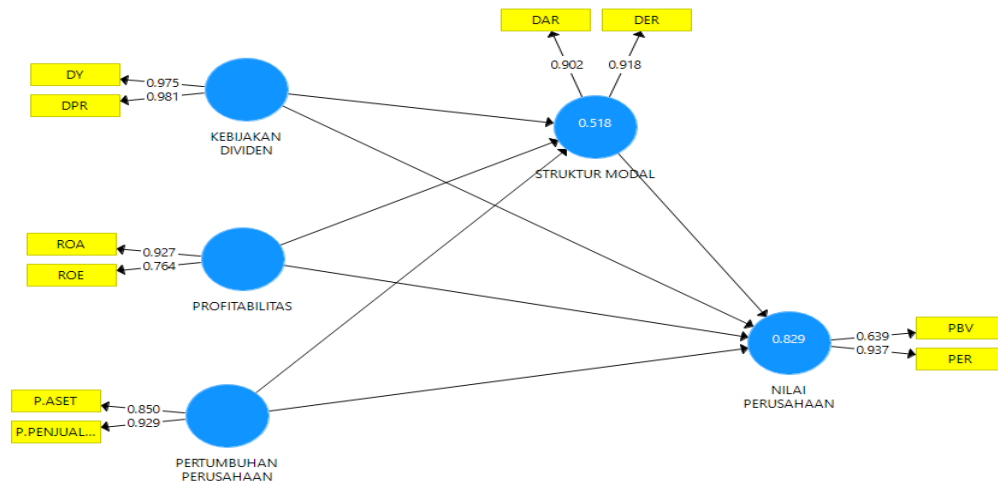 DAR
DER
0.902
0.918
DY
DPR
0.975
0.981
KEBIJAKAN
DIVIDEN
0.518
STRUKTUR MODAL
ROA
ROE
0.927
0.764
PROFITABILITAS
0.829
NILAI
PERUSAHAAN
0.639
0.937
PBV
PER
P.ASET
P.PENJUAL...
0.850
0.929
PERTUMBUHAN
PERUSAHAAN